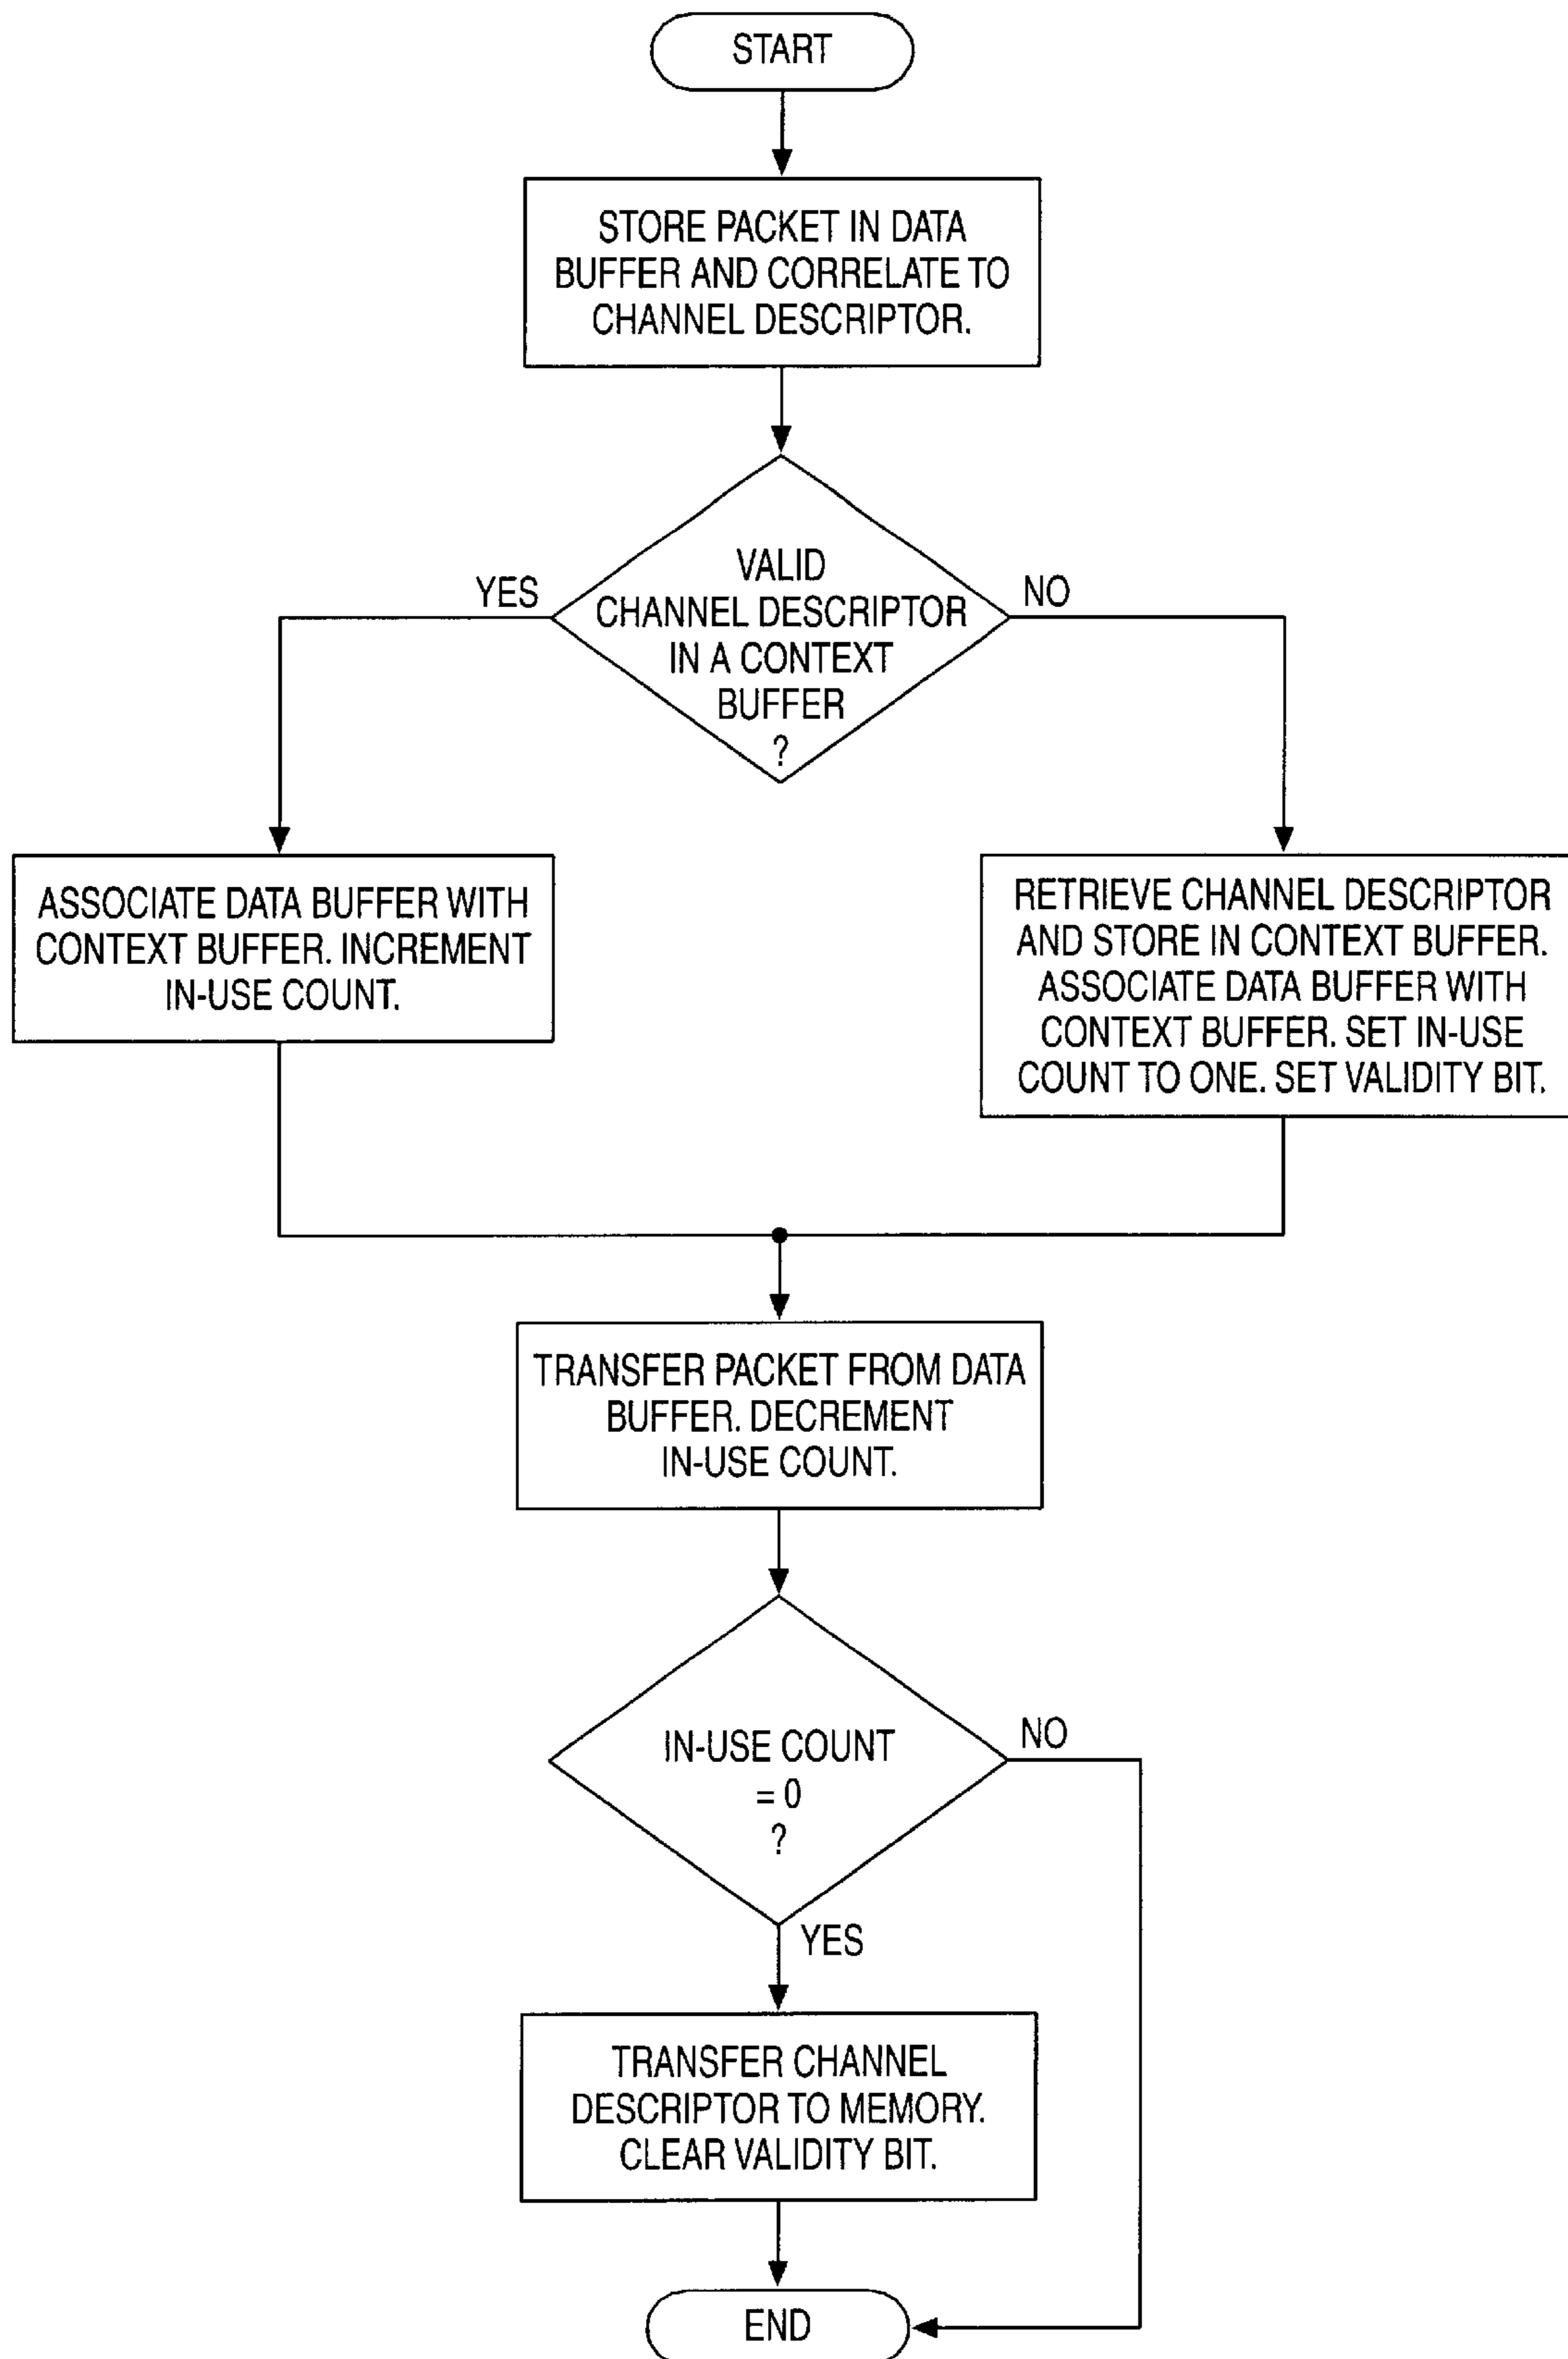 START
STORE PACKET IN DATA
BUFFER AND CORRELATE TO
CHANNEL DESCRIPTOR.
VALID
CHANNEL DESCRIPTOR
IN A CONTEXT
BUFFER
?
YES
NO
ASSOCIATE DATA BUFFER WITH
CONTEXT BUFFER. INCREMENT
IN-USE COUNT.
RETRIEVE CHANNEL DESCRIPTOR
AND STORE IN CONTEXT BUFFER.
ASSOCIATE DATA BUFFER WITH
CONTEXT BUFFER. SET IN-USE
COUNT TO ONE. SET VALIDITY BIT.
TRANSFER PACKET FROM DATA
BUFFER. DECREMENT
IN-USE COUNT.
IN-USE COUNT
= 0
?
NO
YES
TRANSFER CHANNEL
DESCRIPTOR TO MEMORY.
CLEAR VALIDITY BIT.
END